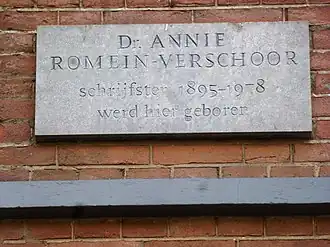 Dr. ANNIE
ROMEIN-VERSCHOOR
schrijfster 1895-1978
werd hier geboren